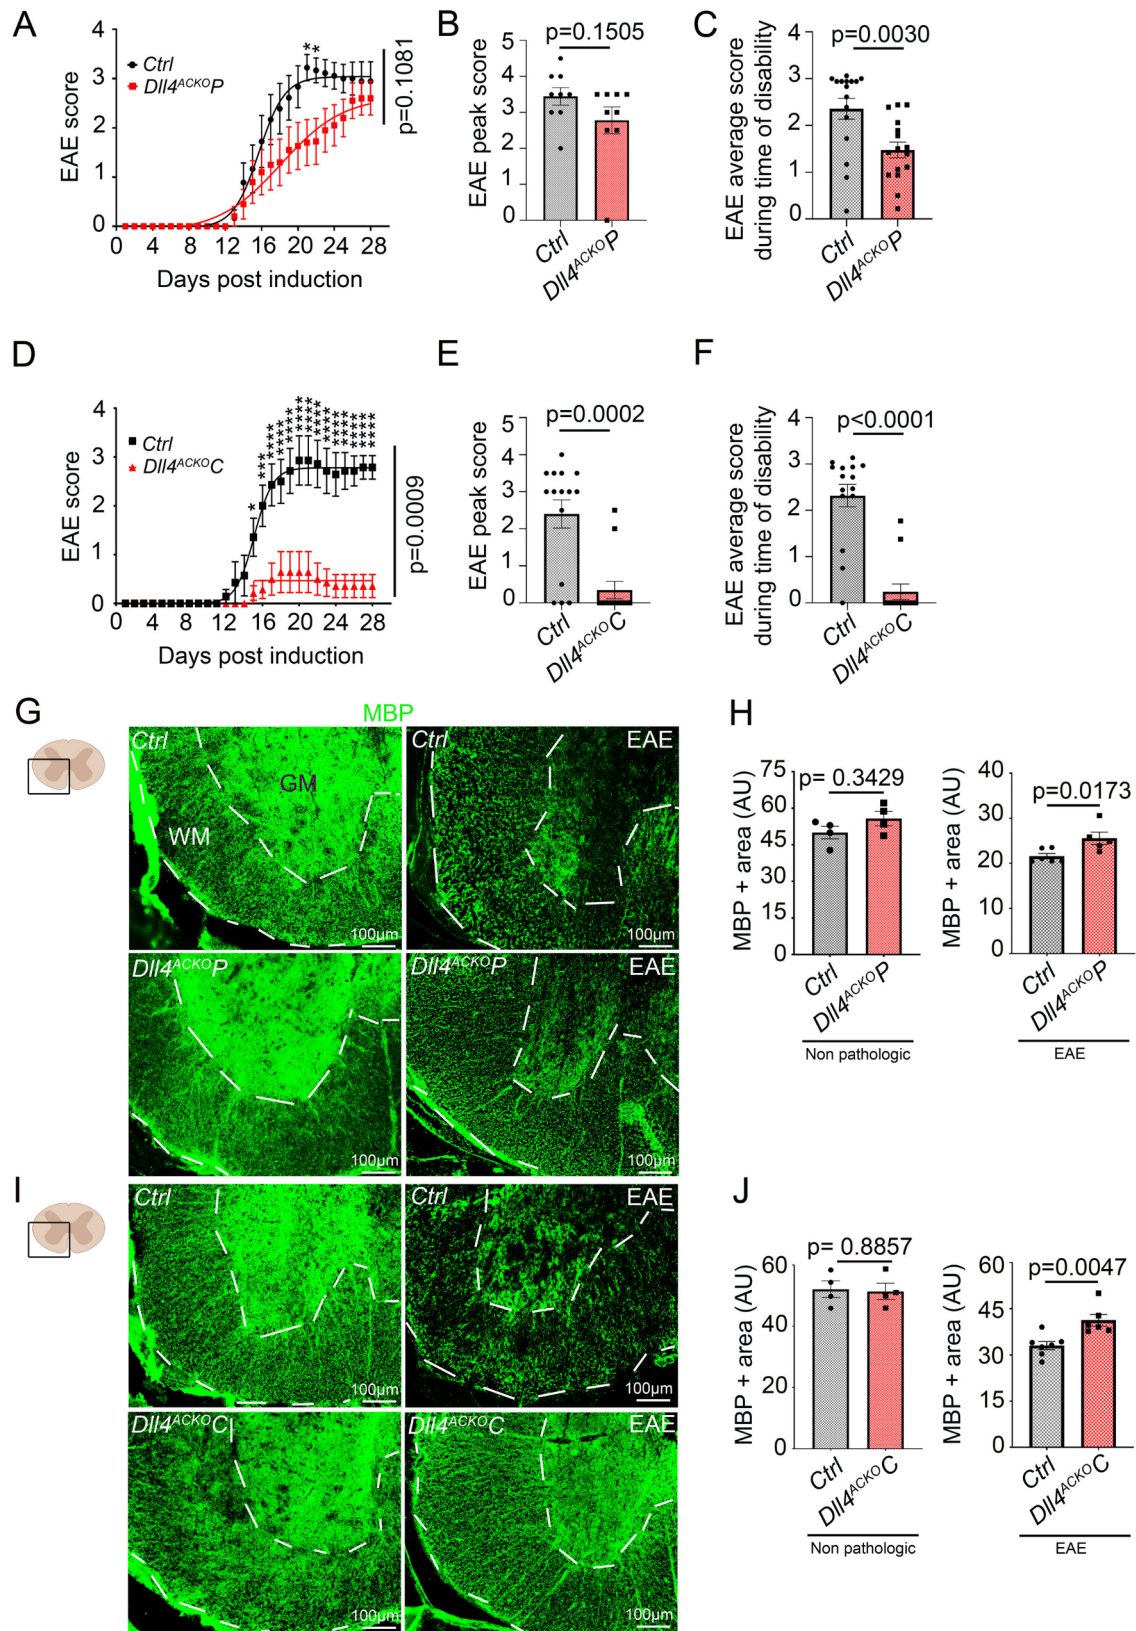 A
Ctrl
Dll4ACKOP
EAE score
4
3
2
1
0
**
p=0.1081
0 4 8 12 16 20 24 28
Days post induction
B
p=0.1505
EAE peak score
5
4
3
2
1
0
Ctrl
Dll4ACKOP
C
p=0.0030
EAE average score
during time of disability
4
3
2
1
0
Ctrl
Dll4ACKOP
D
Ctrl
Dll4ACKOC
EAE score
4
3
2
1
0
p=0.0009
0 4 8 12 16 20 24 28
Days post induction
E
p=0.0002
EAE peak score
5
4
3
2
1
0
Ctrl
Dll4ACKOC
F
p<0.0001
EAE average score
during time of disability
4
3
2
1
0
Ctrl
Dll4ACKOC
G
MBP
Ctrl
GM
WM
100µm
Ctrl
EAE
100µm
Dll4ACKOP
100µm
Dll4ACKOP
EAE
100µm
H
p= 0.3429
MBP + area (AU)
75
60
45
30
15
0
Ctrl
Dll4ACKOP
Non pathologic
p=0.0173
MBP + area (AU)
40
30
20
10
0
Ctrl
Dll4ACKOP
EAE
I
Ctrl
100µm
Ctrl
EAE
100µm
Dll4ACKOC
100µm
Dll4ACKOC
EAE
100µm
J
p= 0.8857
MBP + area (AU)
60
40
20
0
Ctrl
Dll4ACKOC
Non pathologic
p=0.0047
MBP + area (AU)
60
45
30
15
0
Ctrl
Dll4ACKOC
EAE